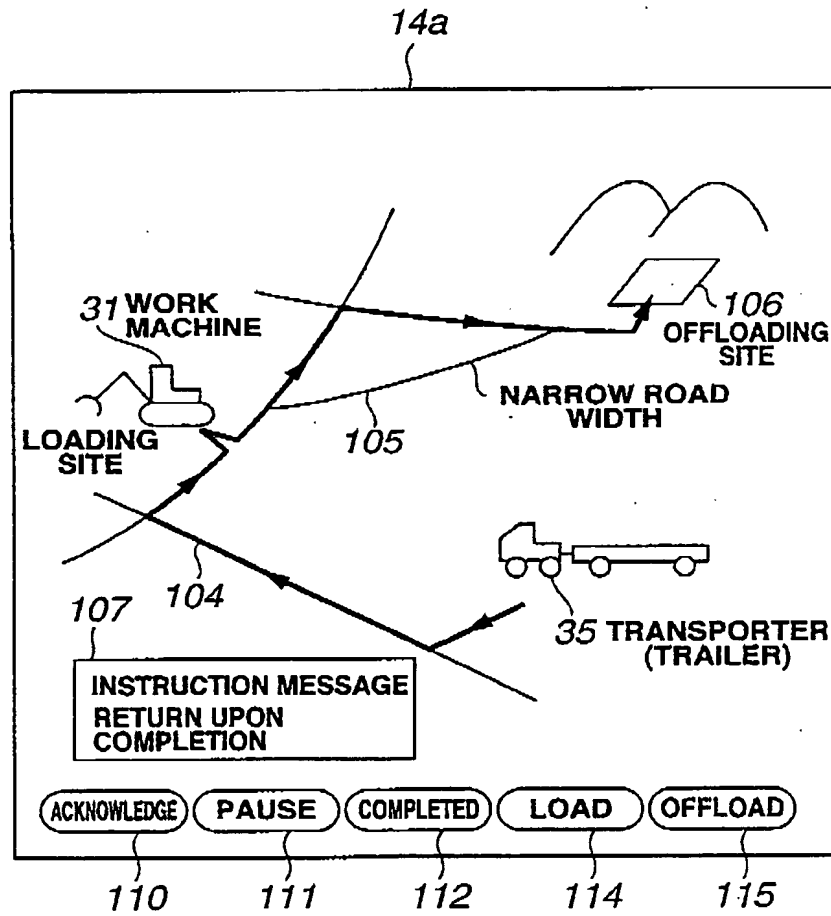 14a
31 WORK
MACHINE
106
OFFLOADING
SITE
NARROW ROAD
WIDTH
105
LOADING
SITE
104
35 TRANSPORTER
(TRAILER)
107
INSTRUCTION MESSAGE
RETURN UPON
COMPLETION
ACKNOWLEDGE PAUSE COMPLETED LOAD OFFLOAD
110 111 112 114 115